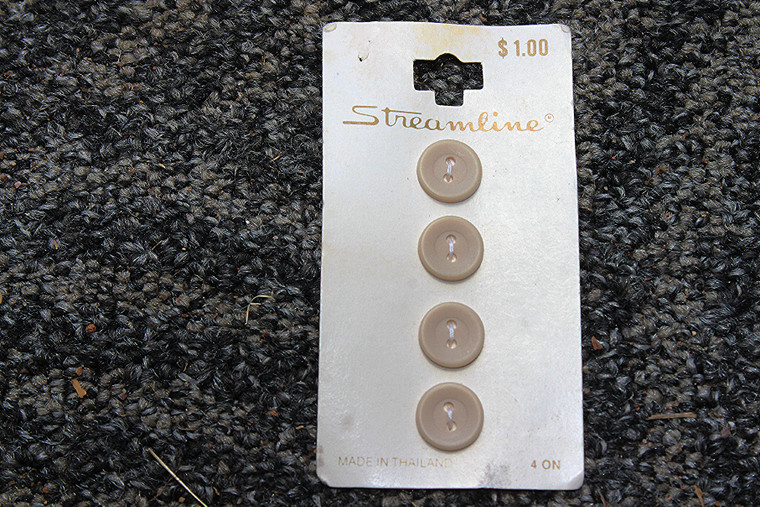 $ 1.00
Streamline®
MADE IN THAILAND 4 ON